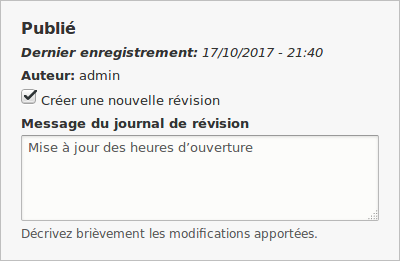 Publié
Dernier enregistrement: 17/10/2017 - 21:40
Auteur: admin
Créer une nouvelle révision
Message du journal de révision
Mise à jour des heures d’ouverture
Décrivez brièvement les modifications apportées.